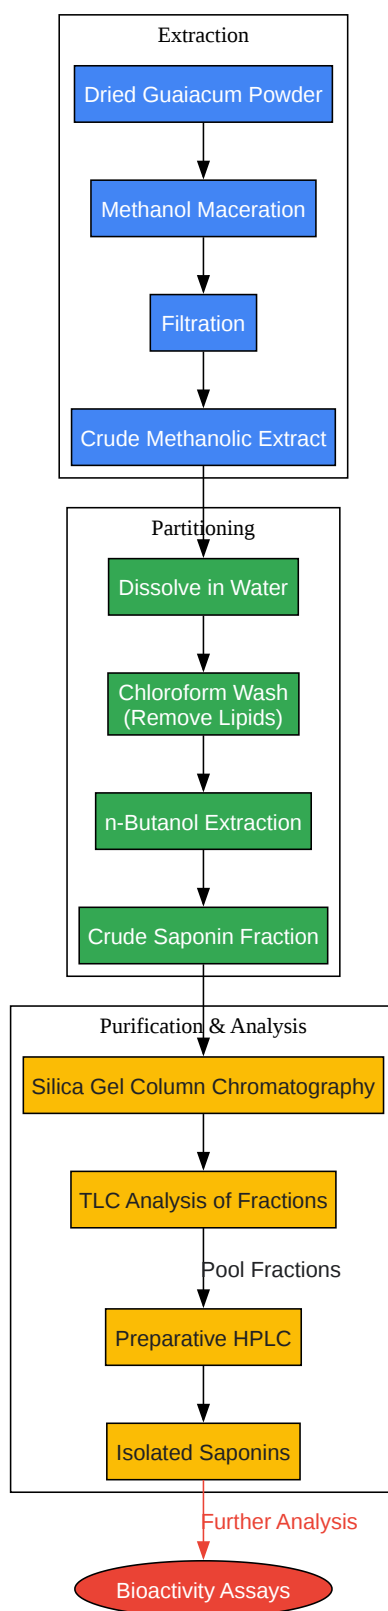 Extraction
Dried Guaiacum Powder
Methanol Maceration
Filtration
Crude Methanolic Extract
Partitioning
Dissolve in Water
Chloroform Wash
(Remove Lipids)
n-Butanol Extraction
Crude Saponin Fraction
Purification & Analysis
Silica Gel Column Chromatography
TLC Analysis of Fractions
Pool Fractions
Preparative HPLC
Isolated Saponins
Further Analysis
Bioactivity Assays